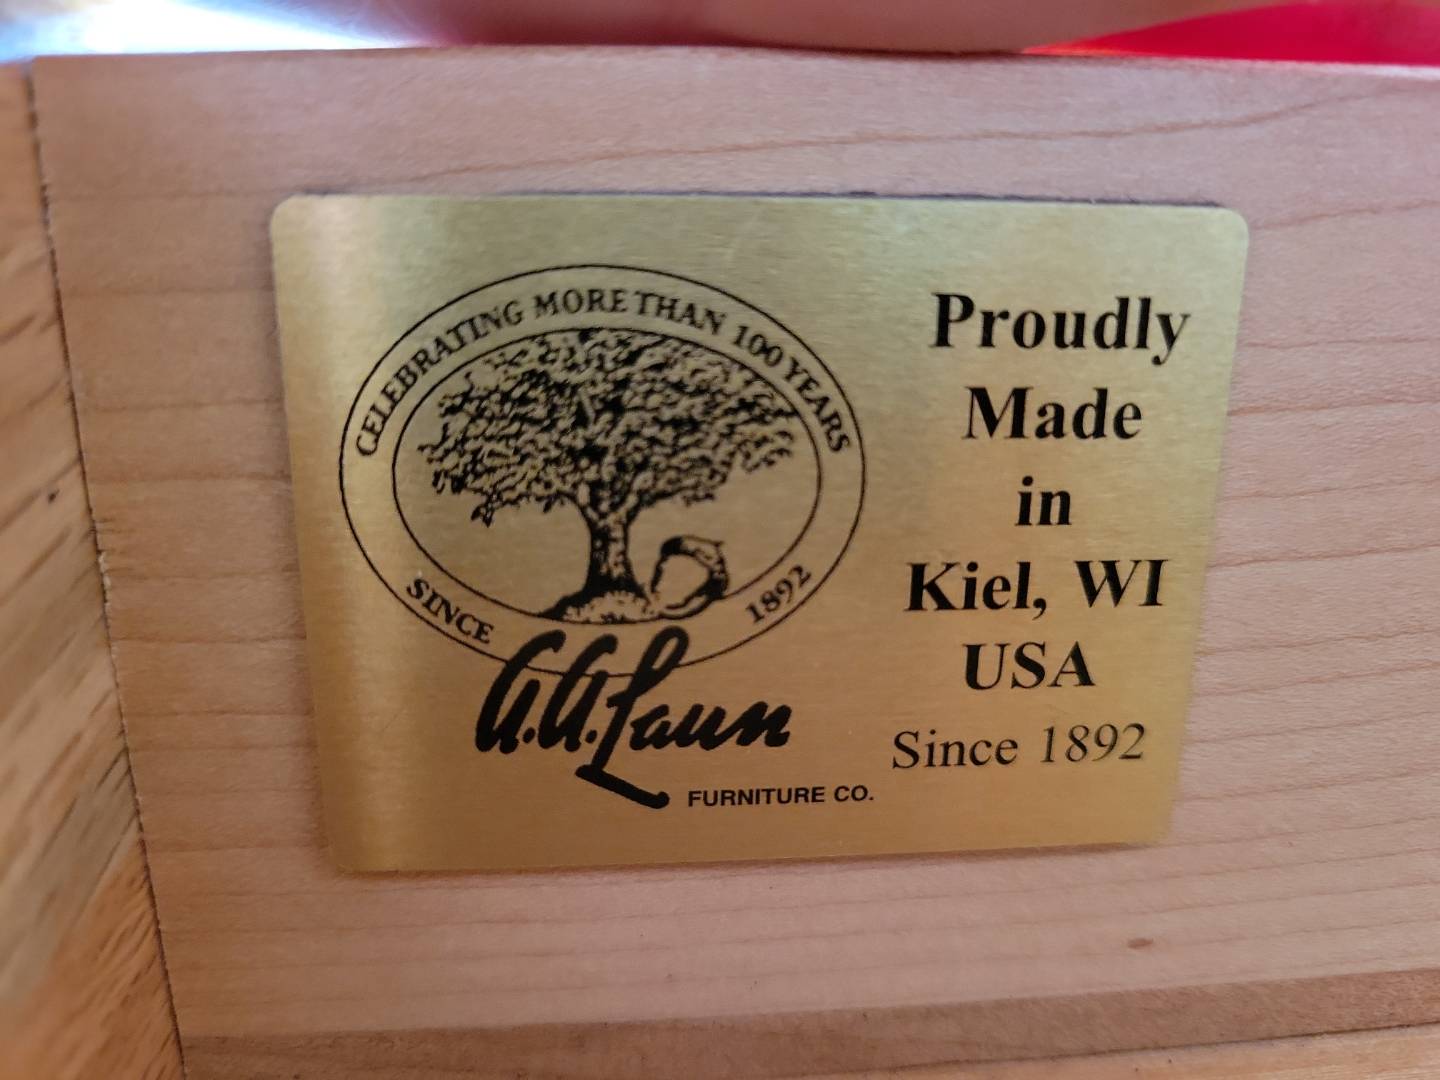 CELEBRATING MORE THAN 100 YEARS
SINCE 1892
A.A. Laun
FURNITURE CO.
Proudly
Made
in
Kiel, WI
USA
Since 1892